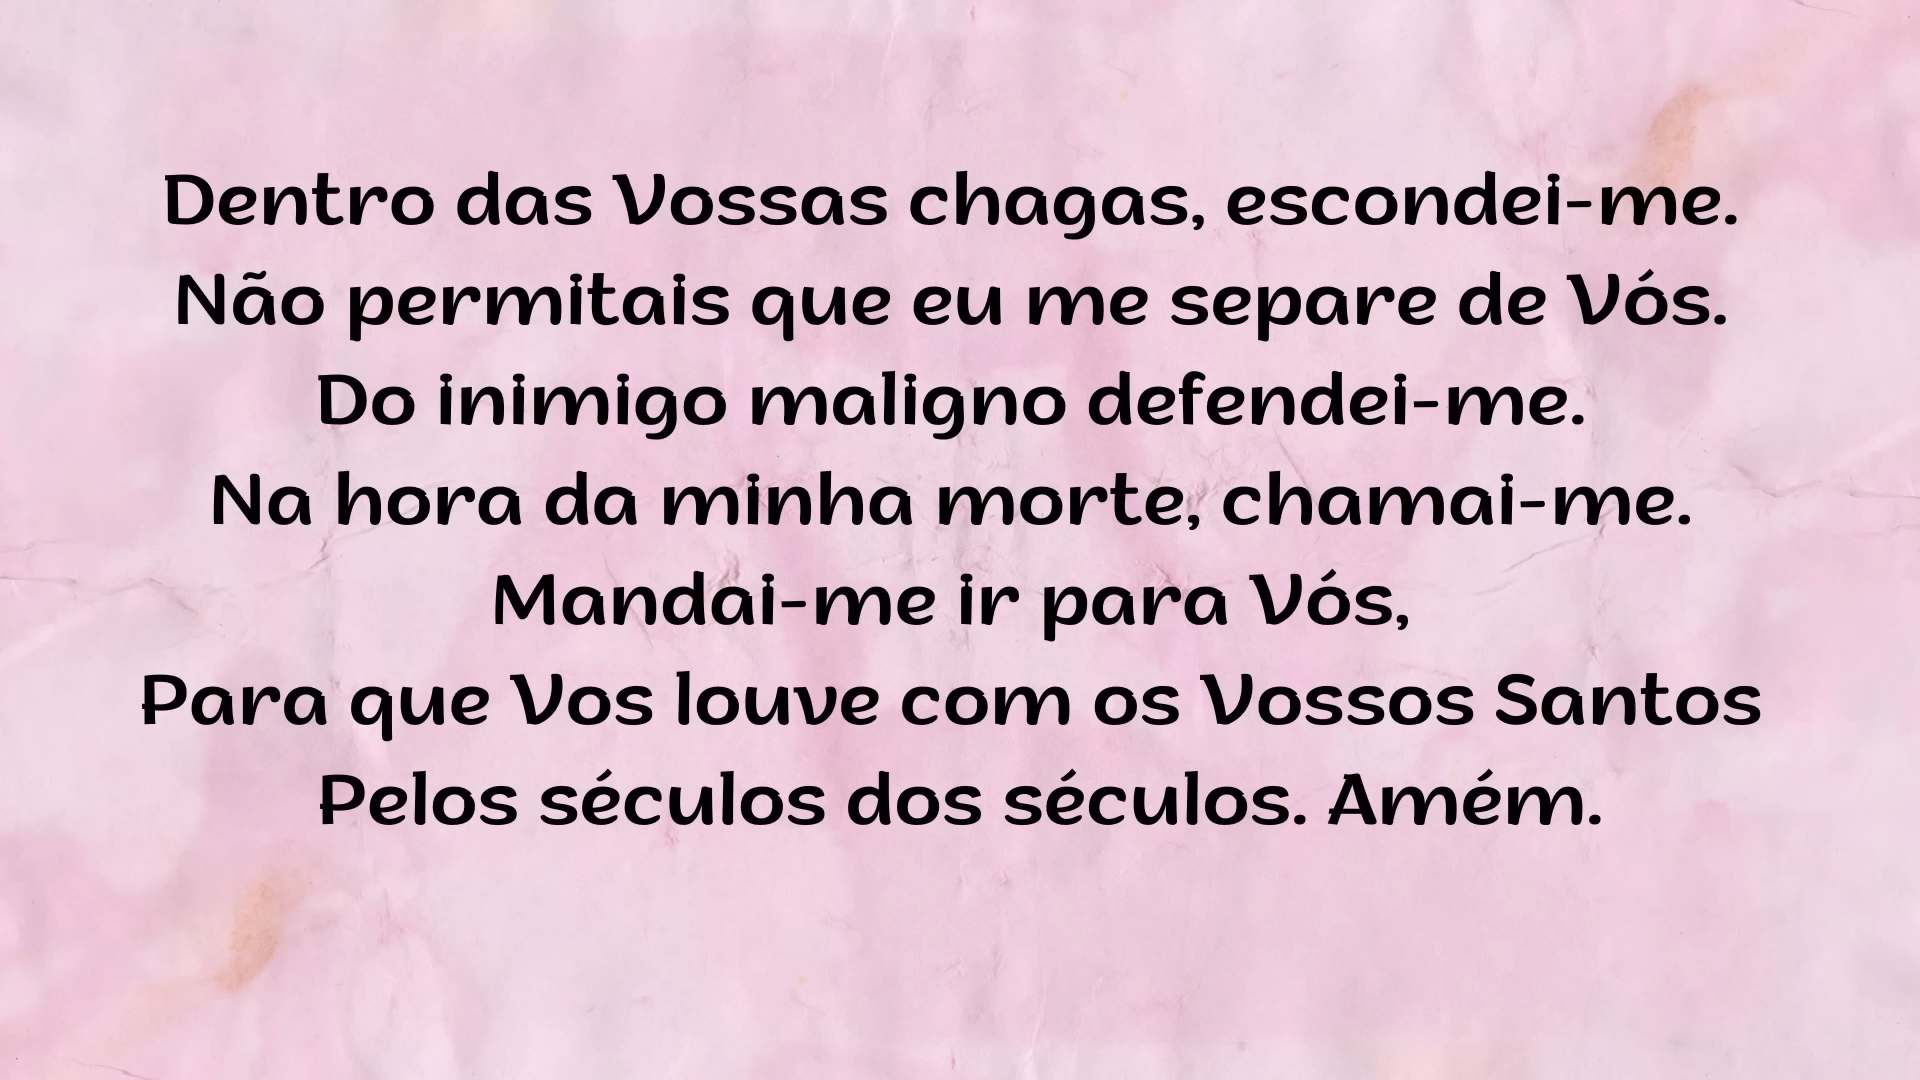 Dentro das Vossas chagas, escondei-me.
Não permitais que eu me separe de Vós.
Do inimigo maligno defendei-me.
Na hora da minha morte, chamai-me.
Mandai-me ir para Vós,
Para que Vos louve com os Vossos Santos
Pelos séculos dos séculos. Amém.